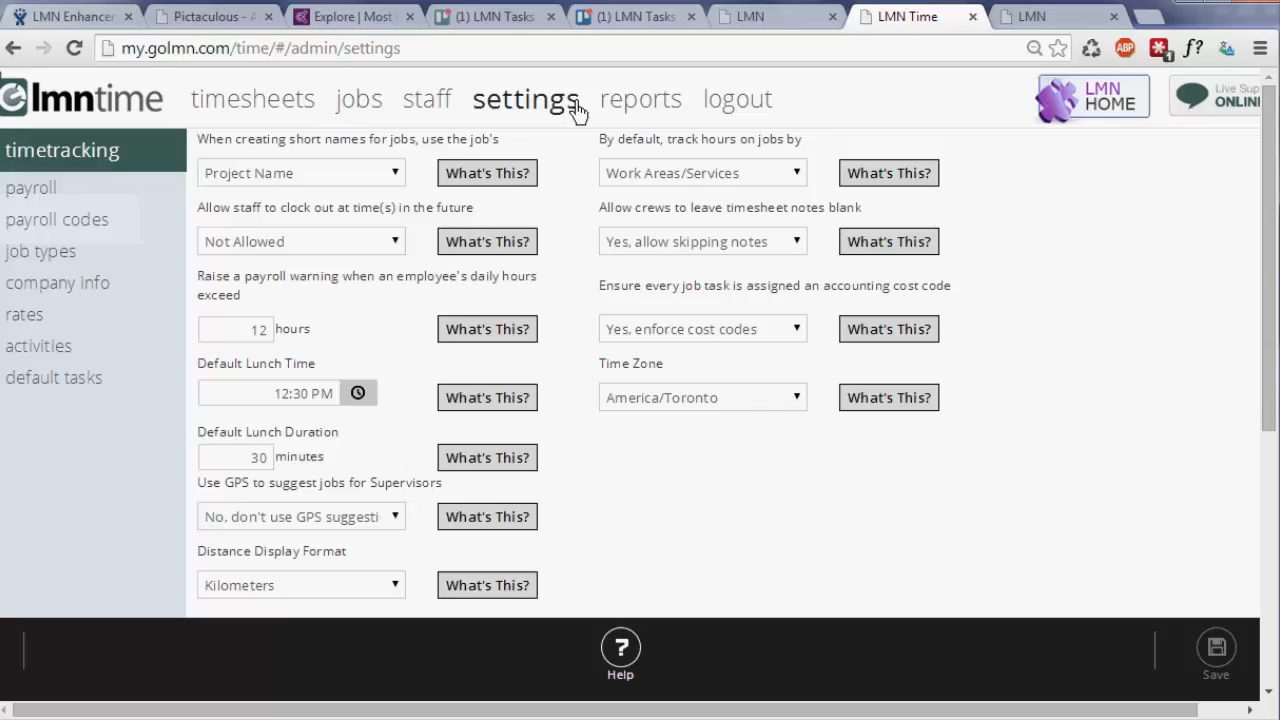 LMN Enhancer
Pictaculous - A
Explore | Most
(1) LMN Tasks
(1) LMN Tasks
LMN
LMN Time
LMN
my.golmn.com/time/#/admin/settings
ABP
1
f?
lmntime
timesheets
jobs
staff
settings
reports
logout
LMN
HOME
Live Sup
ONLIN
timetracking
payroll
payroll codes
job types
company info
rates
activities
default tasks
When creating short names for jobs, use the job's
Project Name
What's This?
By default, track hours on jobs by
Work Areas/Services
What's This?
Allow staff to clock out at time(s) in the future
Not Allowed
What's This?
Allow crews to leave timesheet notes blank
Yes, allow skipping notes
What's This?
Raise a payroll warning when an employee's daily hours
exceed
12 hours
What's This?
Ensure every job task is assigned an accounting cost code
Yes, enforce cost codes
What's This?
Default Lunch Time
12:30 PM
What's This?
Time Zone
America/Toronto
What's This?
Default Lunch Duration
30 minutes
What's This?
Use GPS to suggest jobs for Supervisors
No, don't use GPS suggesti
What's This?
Distance Display Format
Kilometers
What's This?
?
Help
Save